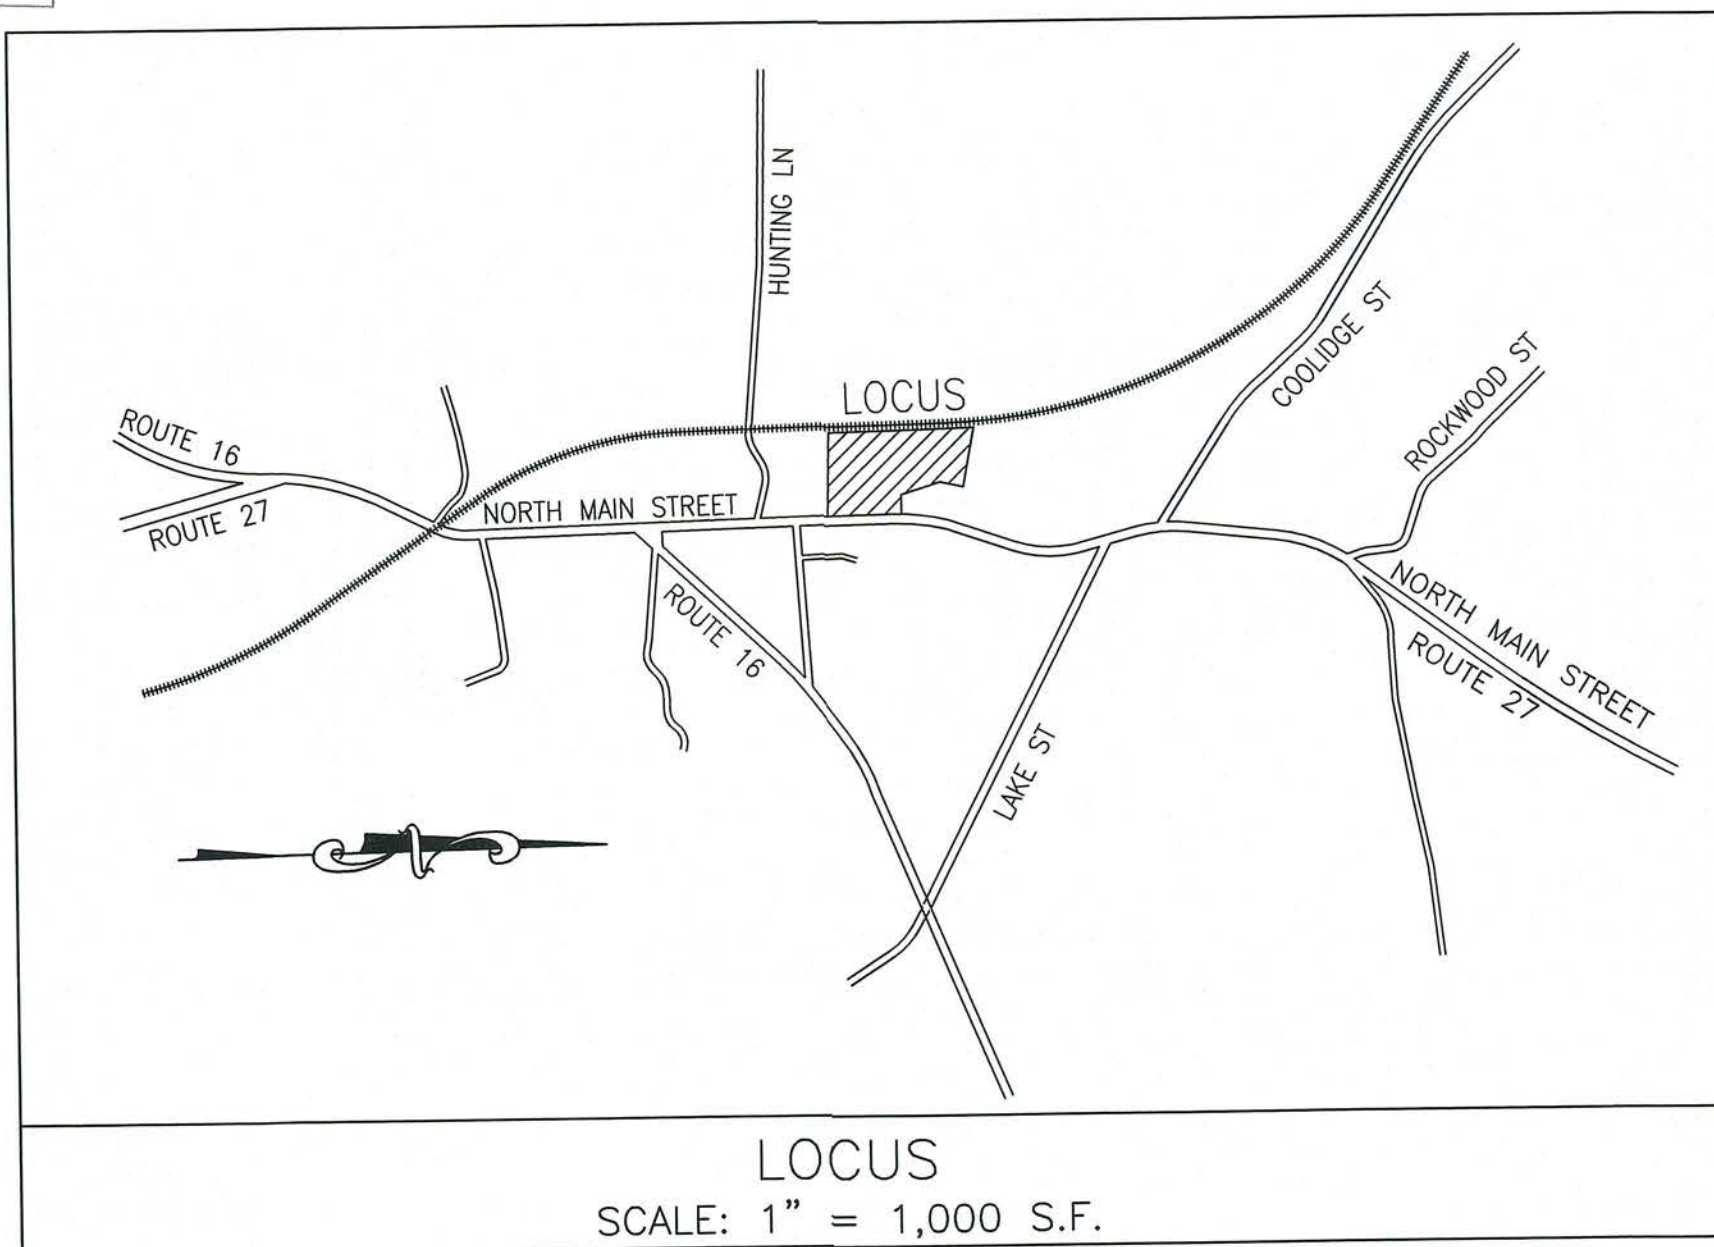 HUNTING LN
LOCUS
COOLIDGE ST
ROCKWOOD ST
ROUTE 16
ROUTE 27
NORTH MAIN STREET
ROUTE 16
NORTH MAIN STREET
ROUTE 27
LAKE ST
LOCUS
SCALE: 1" = 1,000 S.F.